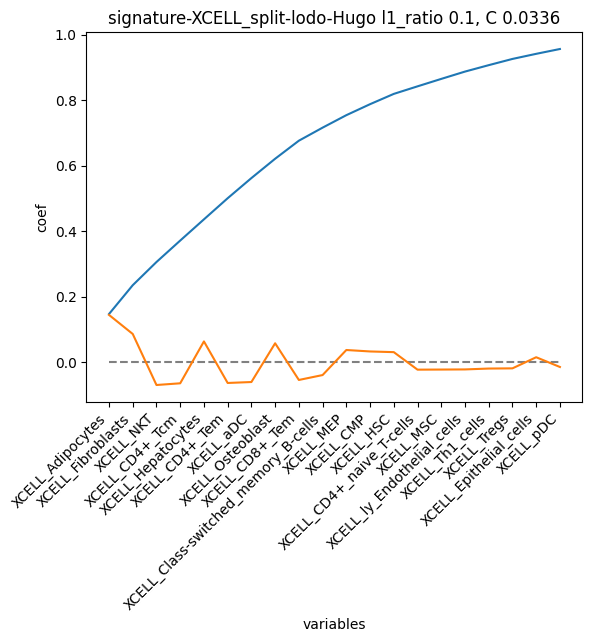 signature-XCELL_split-lodo-Hugo l1_ratio 0.1, C 0.0336
1.0
0.8
0.6
0.4
0.2
0.0
coef
XCELL_Adipocytes
XCELL_Fibroblasts
XCELL_NKT
XCELL_CD4+_Tcm
XCELL_Hepatocytes
XCELL_CD4+_Tem
XCELL_aDC
XCELL_Osteoblast
XCELL_CD8+_Tem
XCELL_Class-switched_memory_B-cells
XCELL_MEP
XCELL_CMP
XCELL_HSC
XCELL_CD4+_naive_T-cells
XCELL_MSC
XCELL_ly_Endothelial_cells
XCELL_Th1_cells
XCELL_Tregs
XCELL_Epithelial_cells
XCELL_pDC
variables